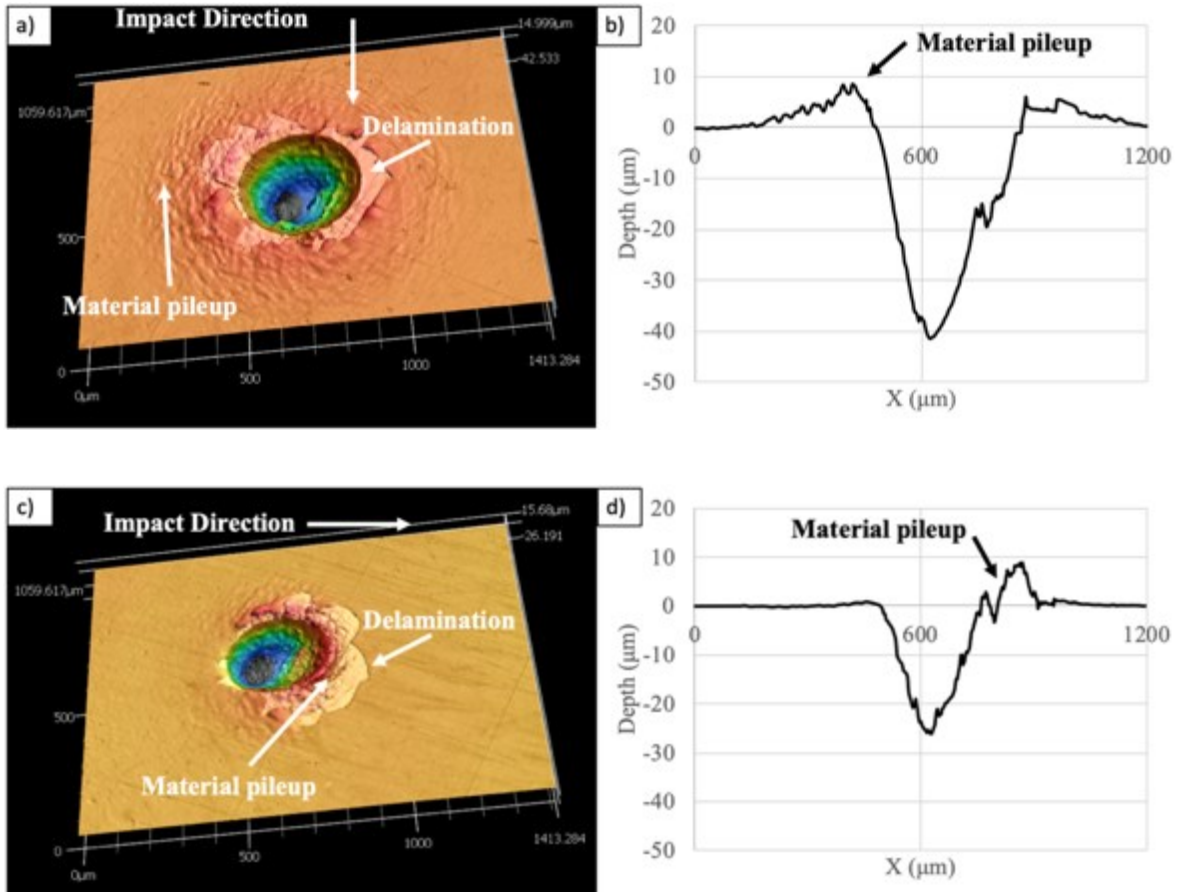 a)
Impact Direction
14.999μm
-42.533
1059.617μm
Delamination
500
Material pileup
0
0μm
500
1000
1413.284
b)
20
10
0
-10
-20
-30
-40
-50
Depth (μm)
Material pileup
0
600
1200
X (μm)
c)
Impact Direction
15.68μm
-26.191
1059.617μm
Delamination
500
Material pileup
0
0μm
500
1000
1413.284
d)
20
10
0
-10
-20
-30
-40
-50
Depth (μm)
Material pileup
0
600
1200
X (μm)